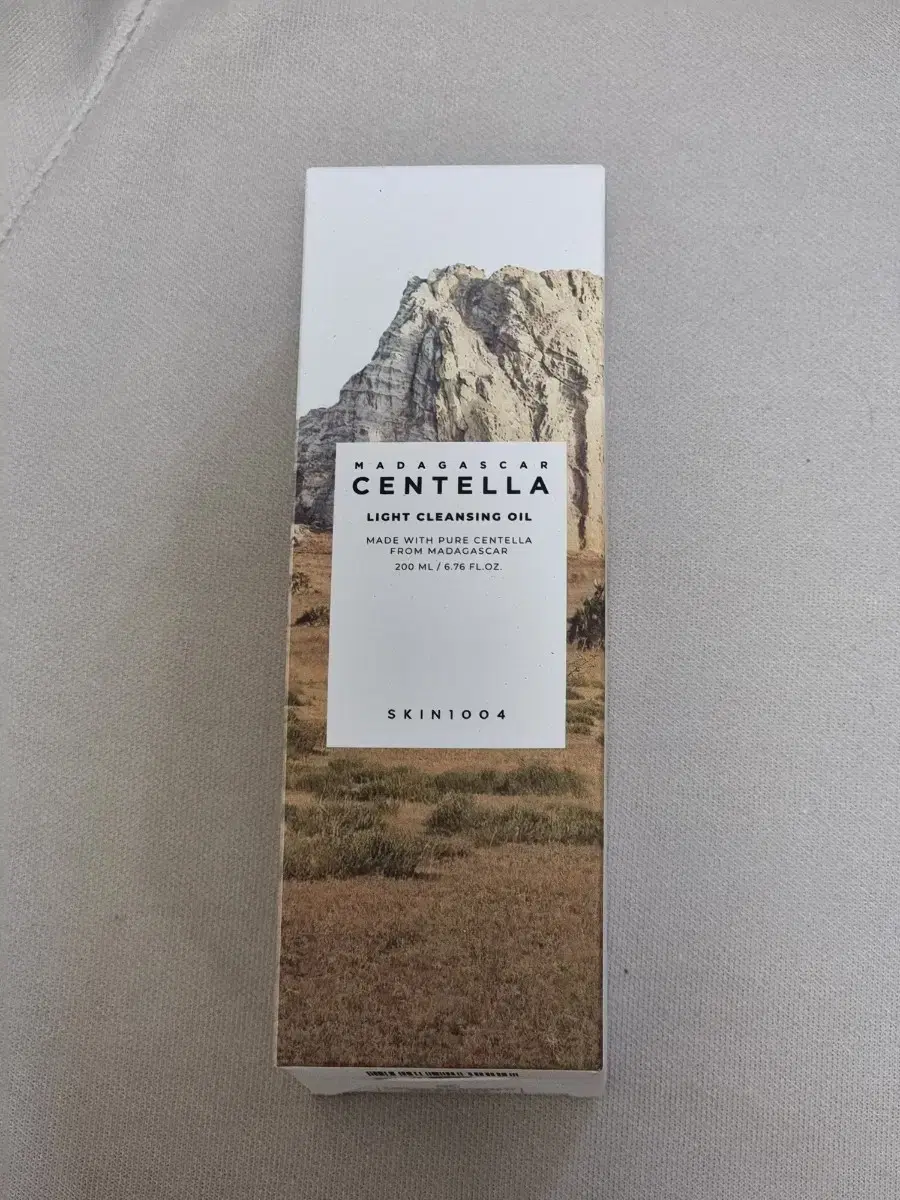 MADAGASCAR
CENTELLA
LIGHT CLEANSING OIL
MADE WITH PURE CENTELLA
FROM MADAGASCAR
200 ML / 6.76 FL.OZ.
SKIN1004